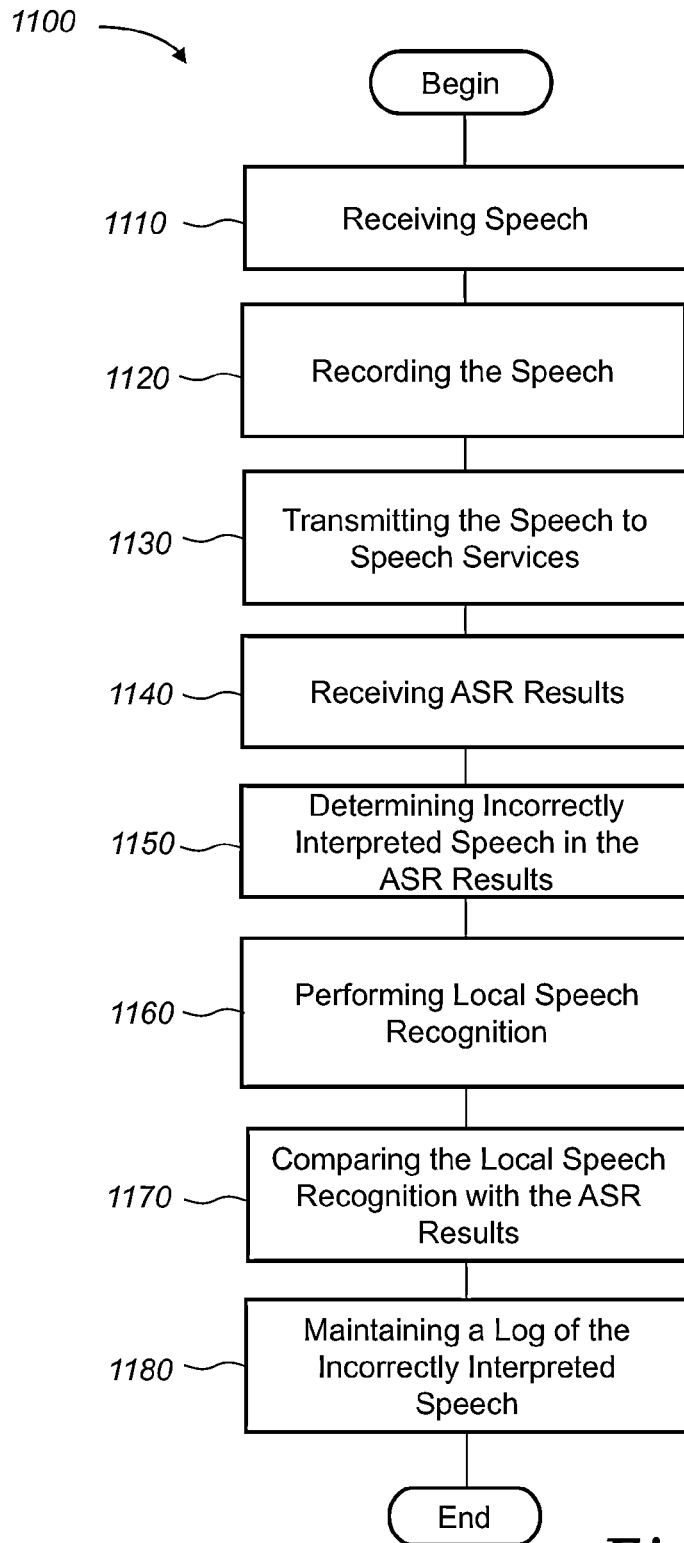 1100
Begin
1110
Receiving Speech
1120
Recording the Speech
1130
Transmitting the Speech to
Speech Services
1140
Receiving ASR Results
1150
Determining Incorrectly
Interpreted Speech in the
ASR Results
1160
Performing Local Speech
Recognition
1170
Comparing the Local Speech
Recognition with the ASR
Results
1180
Maintaining a Log of the
Incorrectly Interpreted
Speech
End